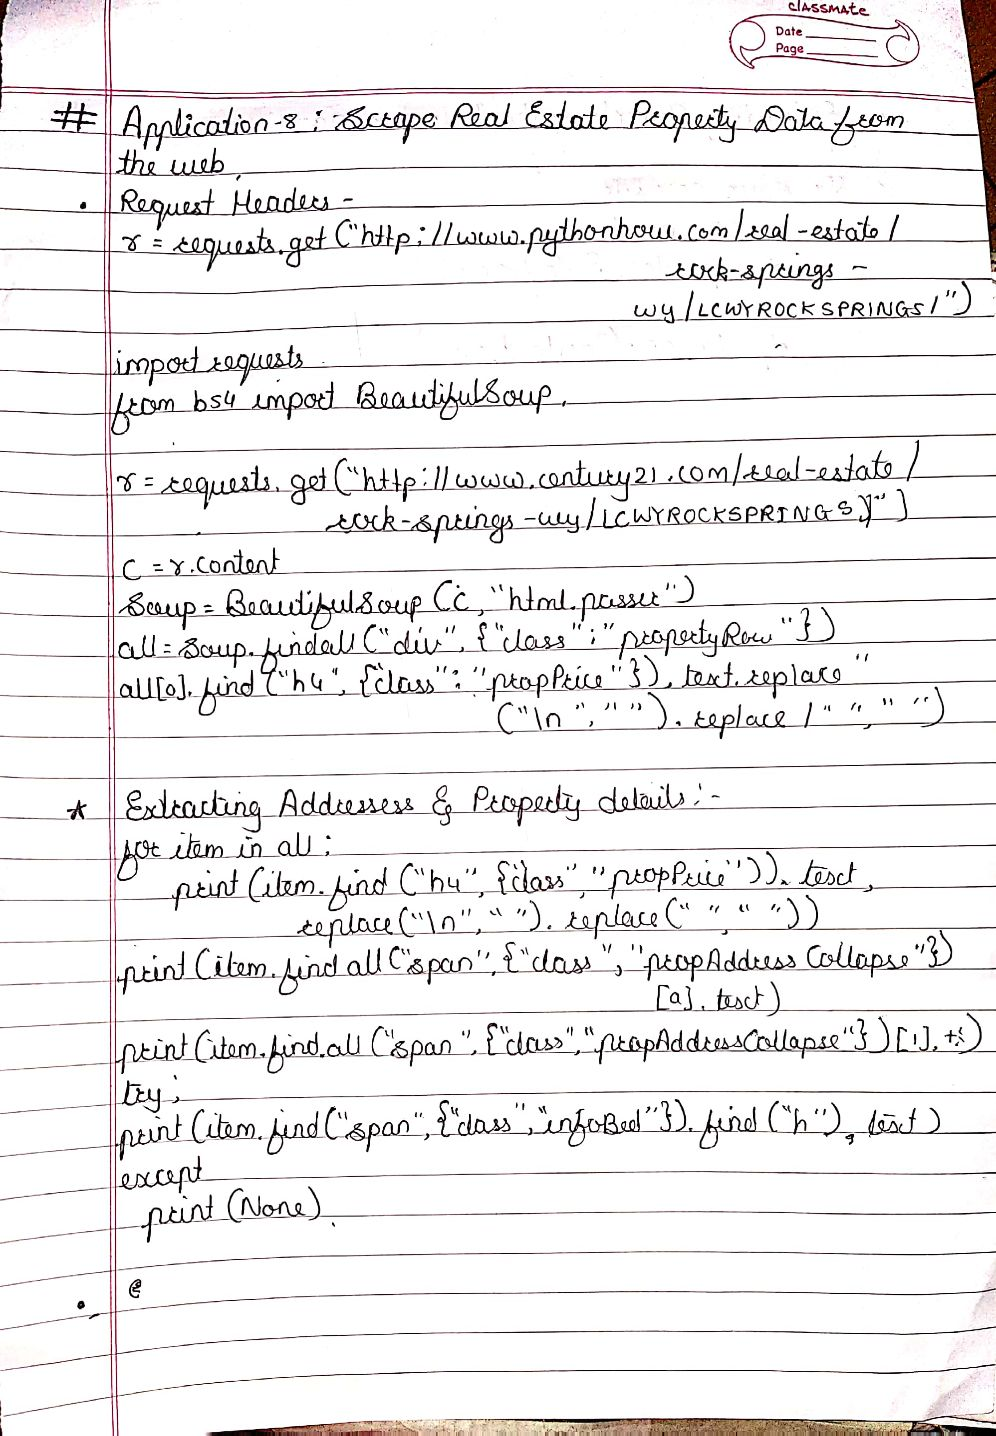 classmate
Date
Page
# Application-8 : Scrape Real Estate Property Data from
the web.
• Request Headers -
r = requests.get ("http://www.pythonhow.com/real-estate/
rock-springs -
wy/LCWYROCKSPRINGS/")
import requests
from bs4 import BeautifulSoup.
r = requests.get ("http://www.century21.com/real-estate/
rock-springs-wy/LCWYROCKSPRINGS)")
C = r.content
Soup = BeautifulSoup (c, "html.parser")
all = Soup.findall ("div", {"class" : "propertyRow"})
all[0].find ("h4", {"class" : "propPrice"}), text.replace "
("\n", " "). replace / " ", " ")
* Extracting Addressess & Property details :-
for item in all :
print (item. find ("h4", {"class", "propPrice")). text,
replace ("\n", " "). replace (" ", " "))
print (item. find all ("span", {"class", "propAddress Collapse"})
[0]. text)
print (item.find.all ("span", {"class", "propAddressCollapse"}) [1],
try :
print (item.find ("span", {"class", "infoBed"}). find ("h"), text)
except
print (None).
• e